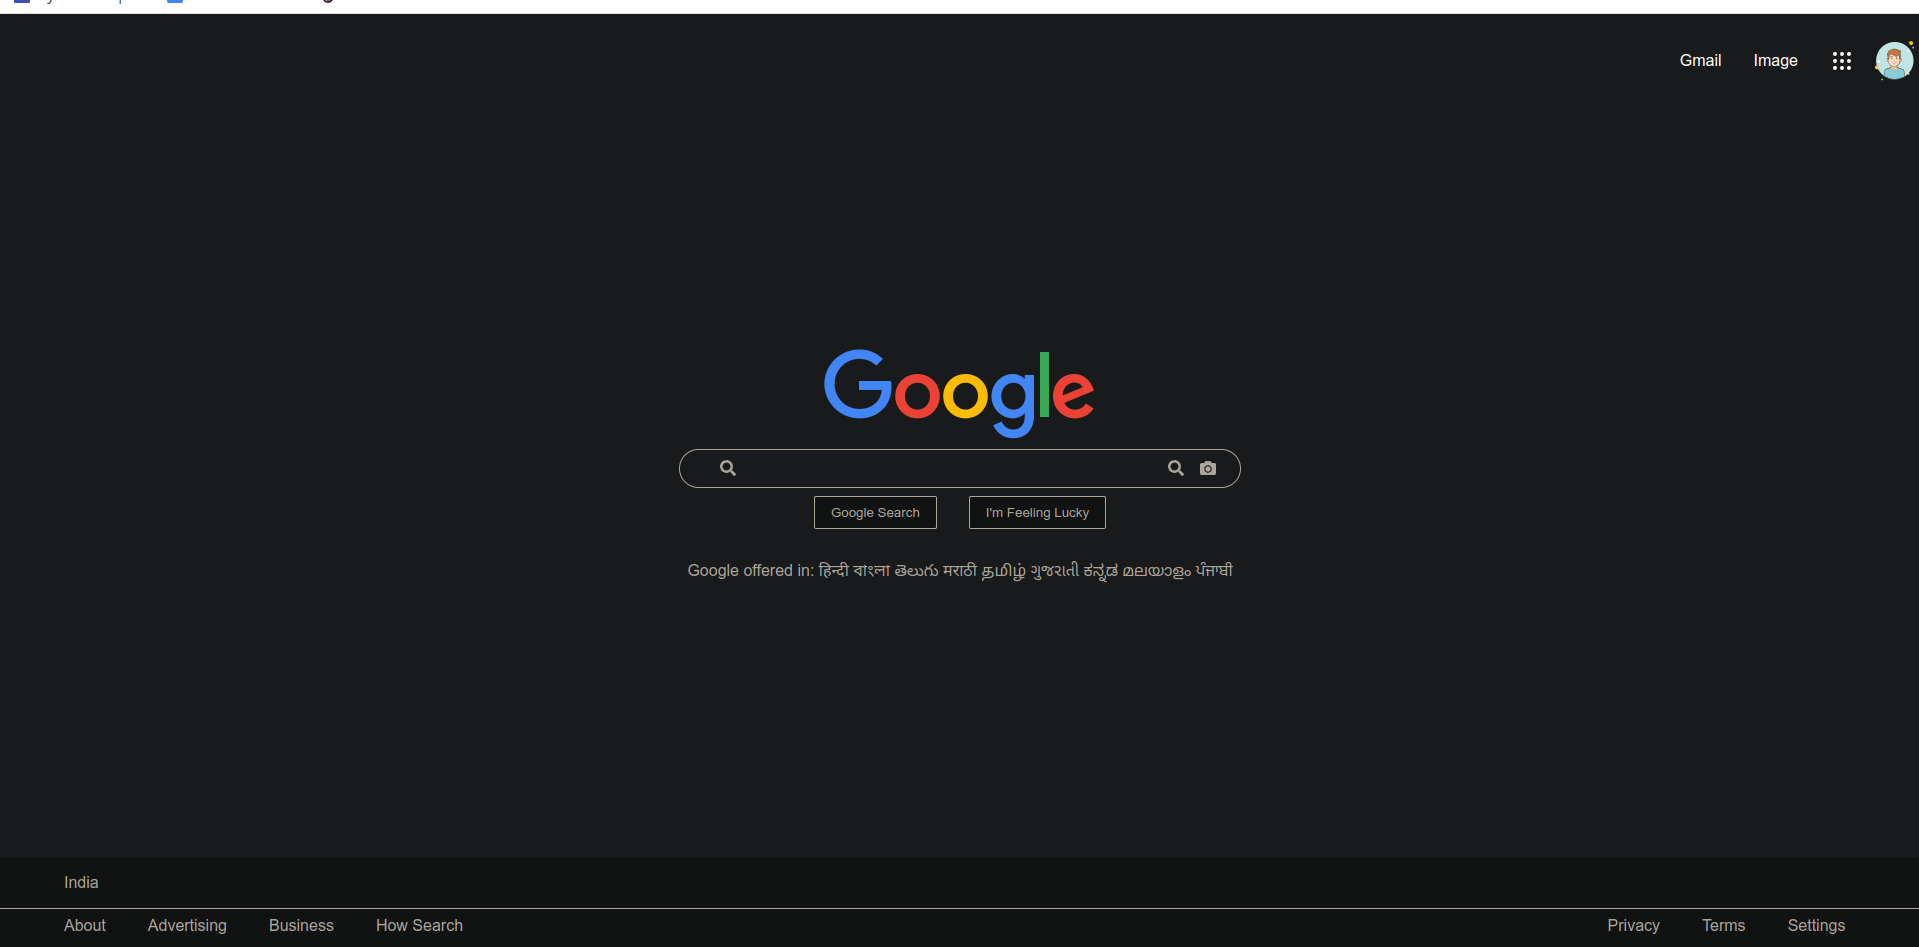 Gmail Image
Google
Google Search I'm Feeling Lucky
Google offered in: हिन्दी বাংলা తెలుగు मराठी தமிழ் ગુજરાતી ಕನ್ನಡ മലയാളം ਪੰਜਾਬੀ
India
About Advertising Business How Search Privacy Terms Settings